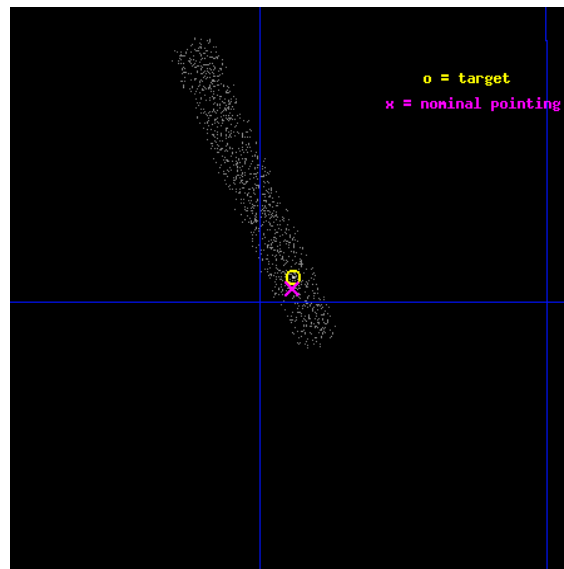 o = target
x = nominal pointing